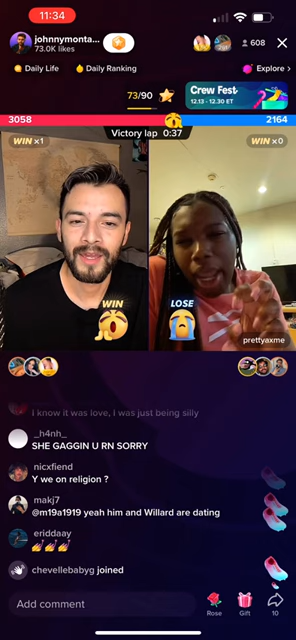 11:34
johnnymonta...
73.0K likes
608
Daily Life
Daily Ranking
Explore >
73/90
Crew Fest
12.13 - 12.30 ET
3058
2164
Victory lap 0:37
WIN x1
WIN x0
WIN
LOSE
prettyaxme
I know it was love, I was just being silly
_h4nh_
SHE GAGGIN U RN SORRY
nicxfiend
Y we on religion ?
makj7
@m19a1919 yeah him and Willard are dating
eriddaay
💅💅💅
chevellebabyg joined
Add comment
Rose
Gift
10